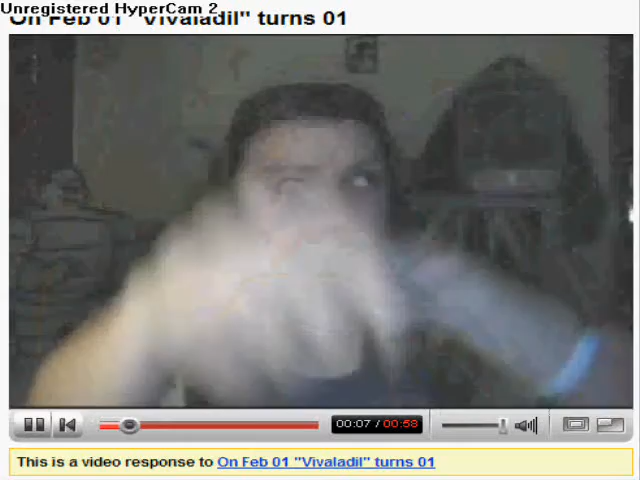 Unregistered HyperCam 2
On Feb 01 "Vivaladil" turns 01
00:07 / 00:58
This is a video response to On Feb 01 "Vivaladil" turns 01